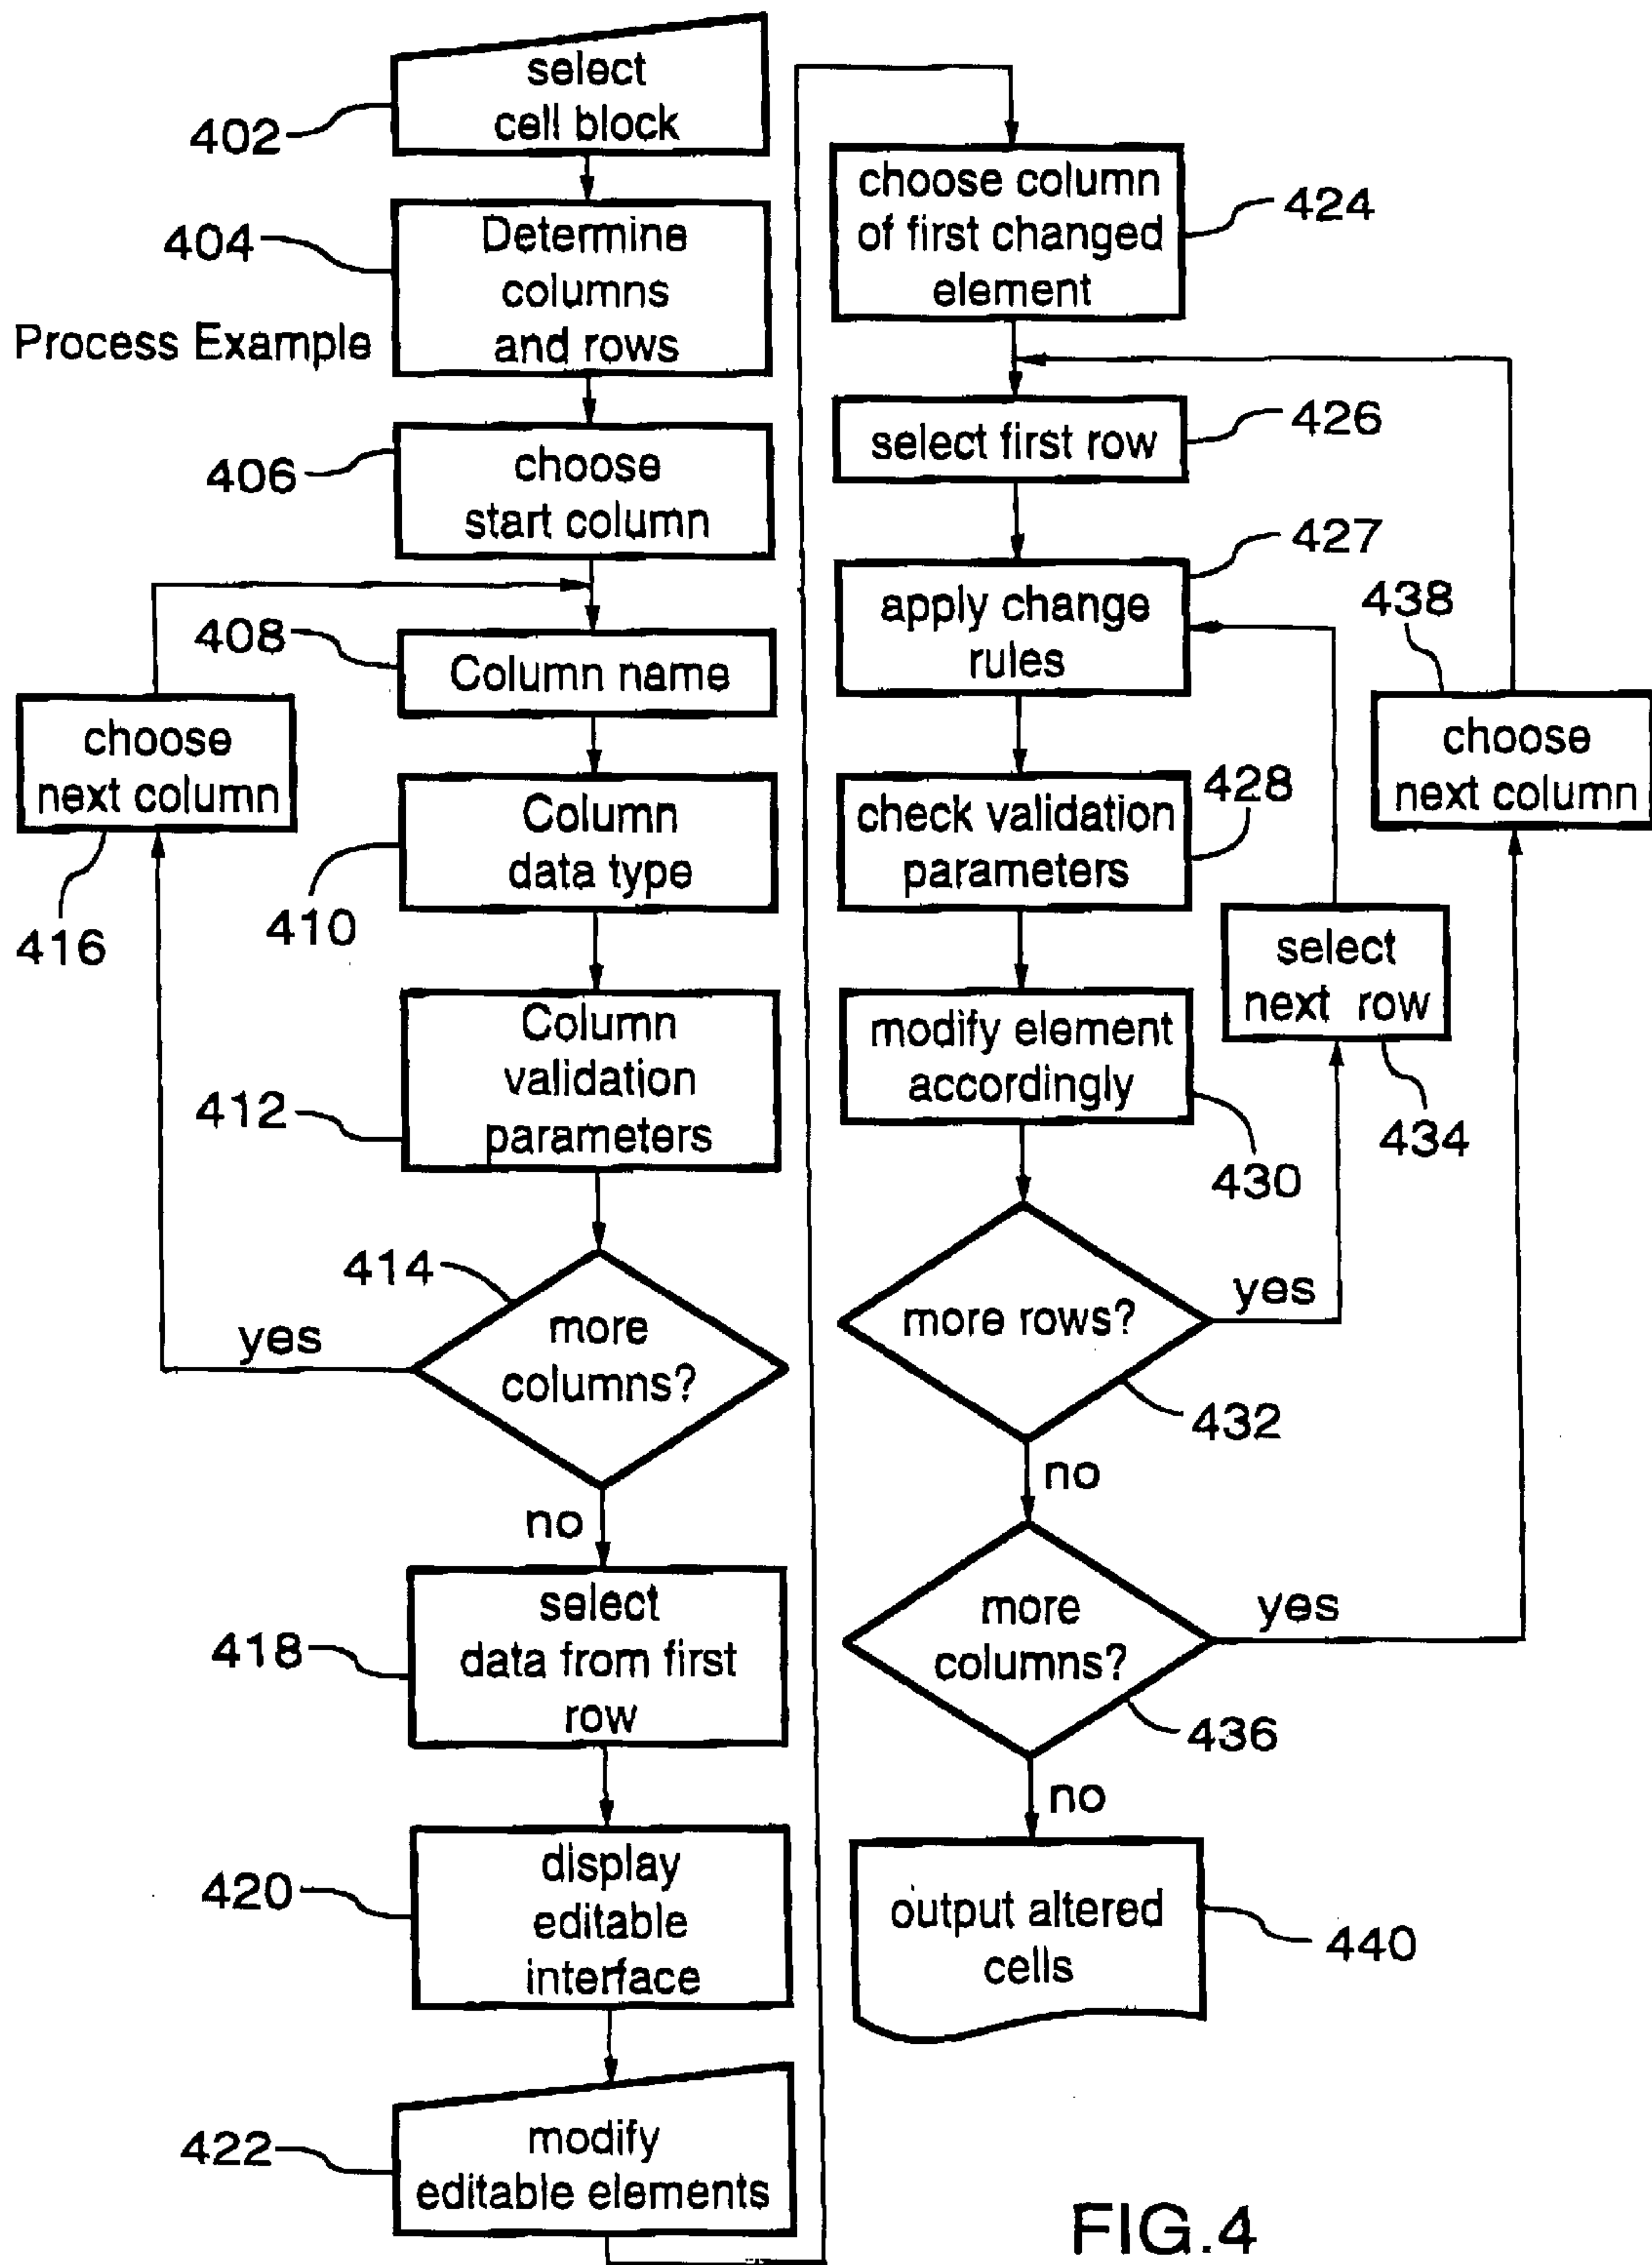 select
cell block
402
Determine
columns
and rows
404
Process Example
choose
start column
406
Column name
408
choose
next column
416
Column
data type
410
Column
validation
parameters
412
414
more
columns?
yes
no
select
data from first
row
418
display
editable
interface
420
modify
editable elements
422
choose column
of first changed
element
424
select first row
426
apply change
rules
427
438
choose
next column
check validation
parameters
428
select
next row
434
modify element
accordingly
430
more rows?
yes
432
no
more
columns?
yes
436
no
output altered
cells
440
FIG.4